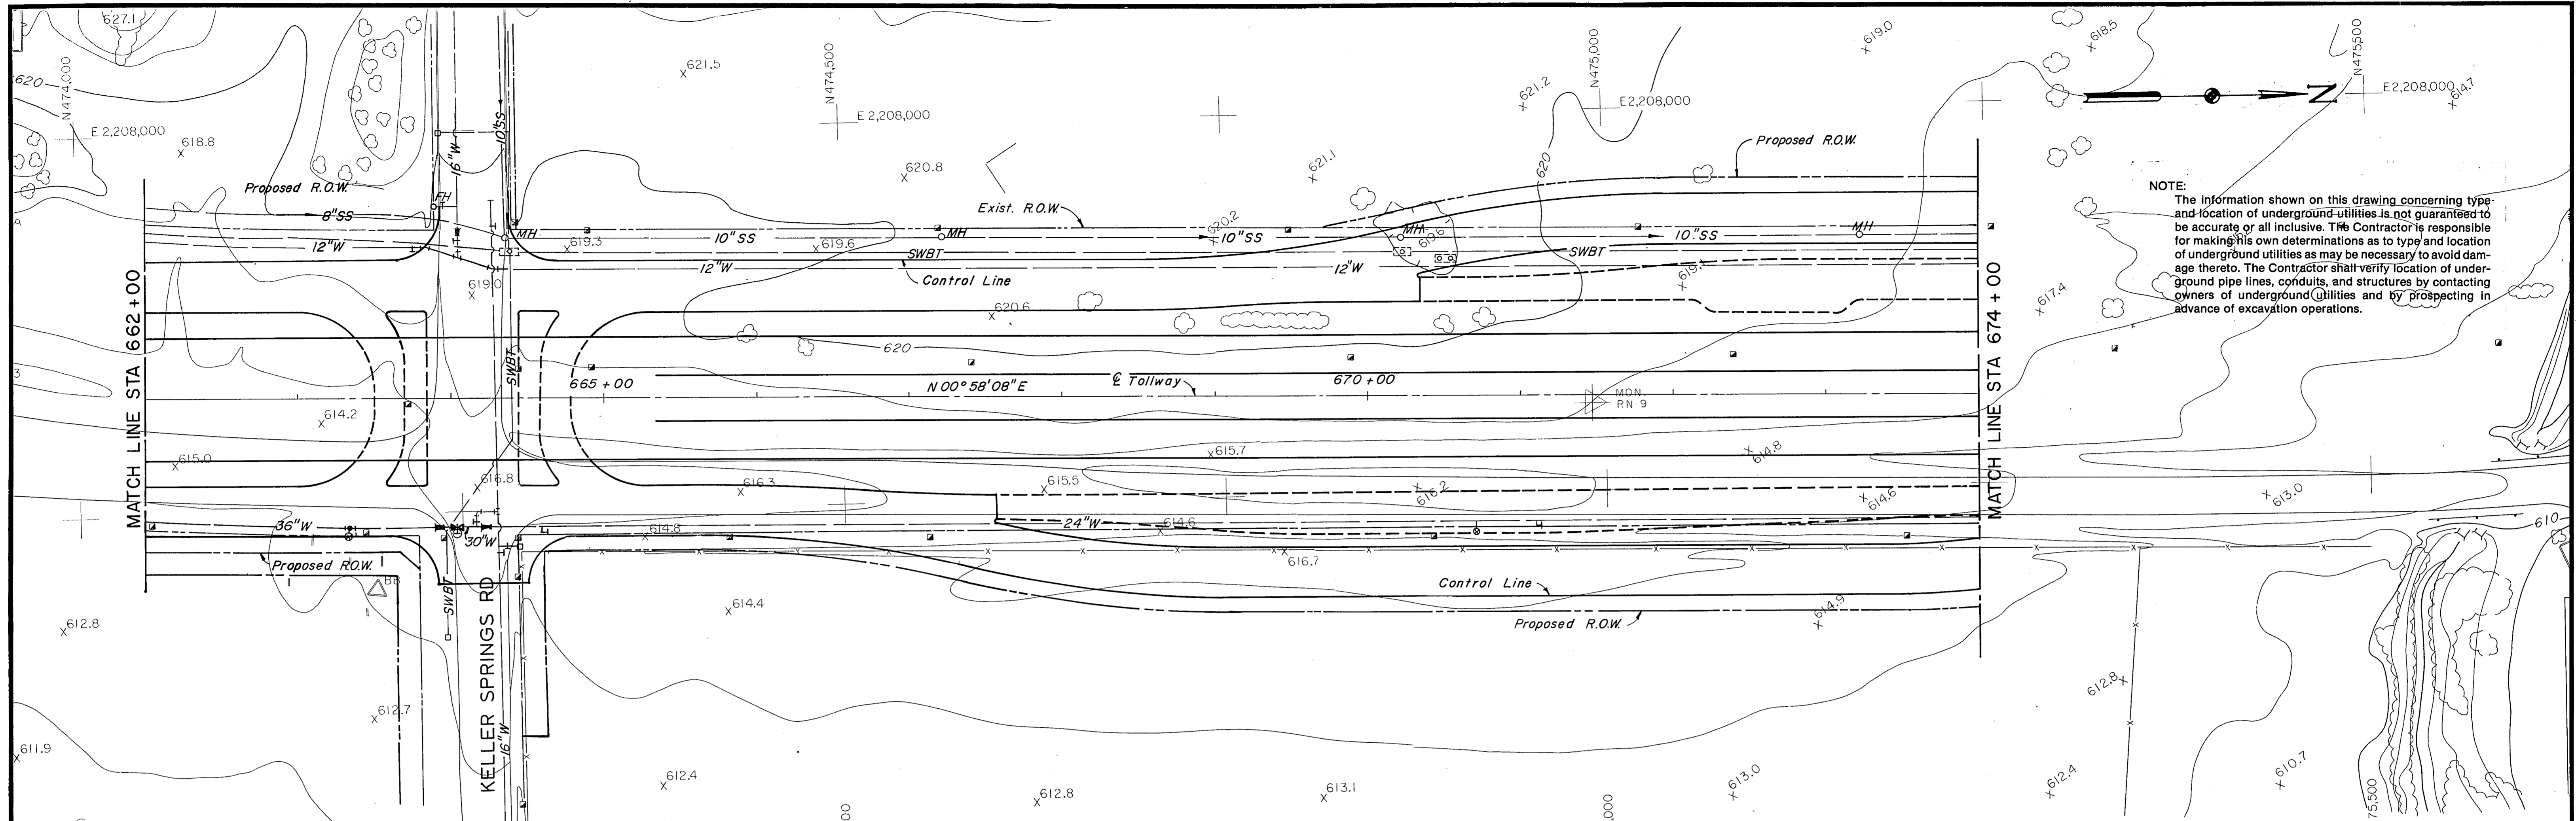 627.1
620
N 474,000
E 2,208,000
618.8
Proposed R.O.W.
8"SS
12"W
FH
16"W
10"SS
621.5
N 474,500
E 2,208,000
620.8
Exist. R.O.W.
MH
619.3
10"SS
619.6
MH
SWBT
12"W
Control Line
619.0
620.6
621.2
N 475,000
E 2,208,000
621.1
620.2
10"SS
620
MH
619.6
12"W
SWBT
619.1
10"SS
MH
Proposed R.O.W.
619.0
618.5
N 475,500
E 2,208,000
614.7
N
NOTE:
The information shown on this drawing concerning type
and location of underground utilities is not guaranteed to
be accurate or all inclusive. The Contractor is responsible
for making his own determinations as to type and location
of underground utilities as may be necessary to avoid dam-
age thereto. The Contractor shall verify location of under-
ground pipe lines, conduits, and structures by contacting
owners of underground utilities and by prospecting in
advance of excavation operations.
617.4
MATCH LINE STA 662+00
MATCH LINE STA 674+00
620
SWBT
665+00
N 00° 58' 08" E
℄ Tollway
670+00
MON.
RN 9
614.2
615.0
616.8
616.3
615.7
615.5
616.2
614.8
614.6
613.0
610
36"W
30"W
614.8
24"W
614.6
616.7
Proposed R.O.W.
BB
SWBT
KELLER SPRINGS RD
16"W
614.4
Control Line
Proposed R.O.W.
614.9
612.8
612.7
611.9
612.4
612.8
613.1
613.0
612.8
612.4
610.7
00
,000
75,500